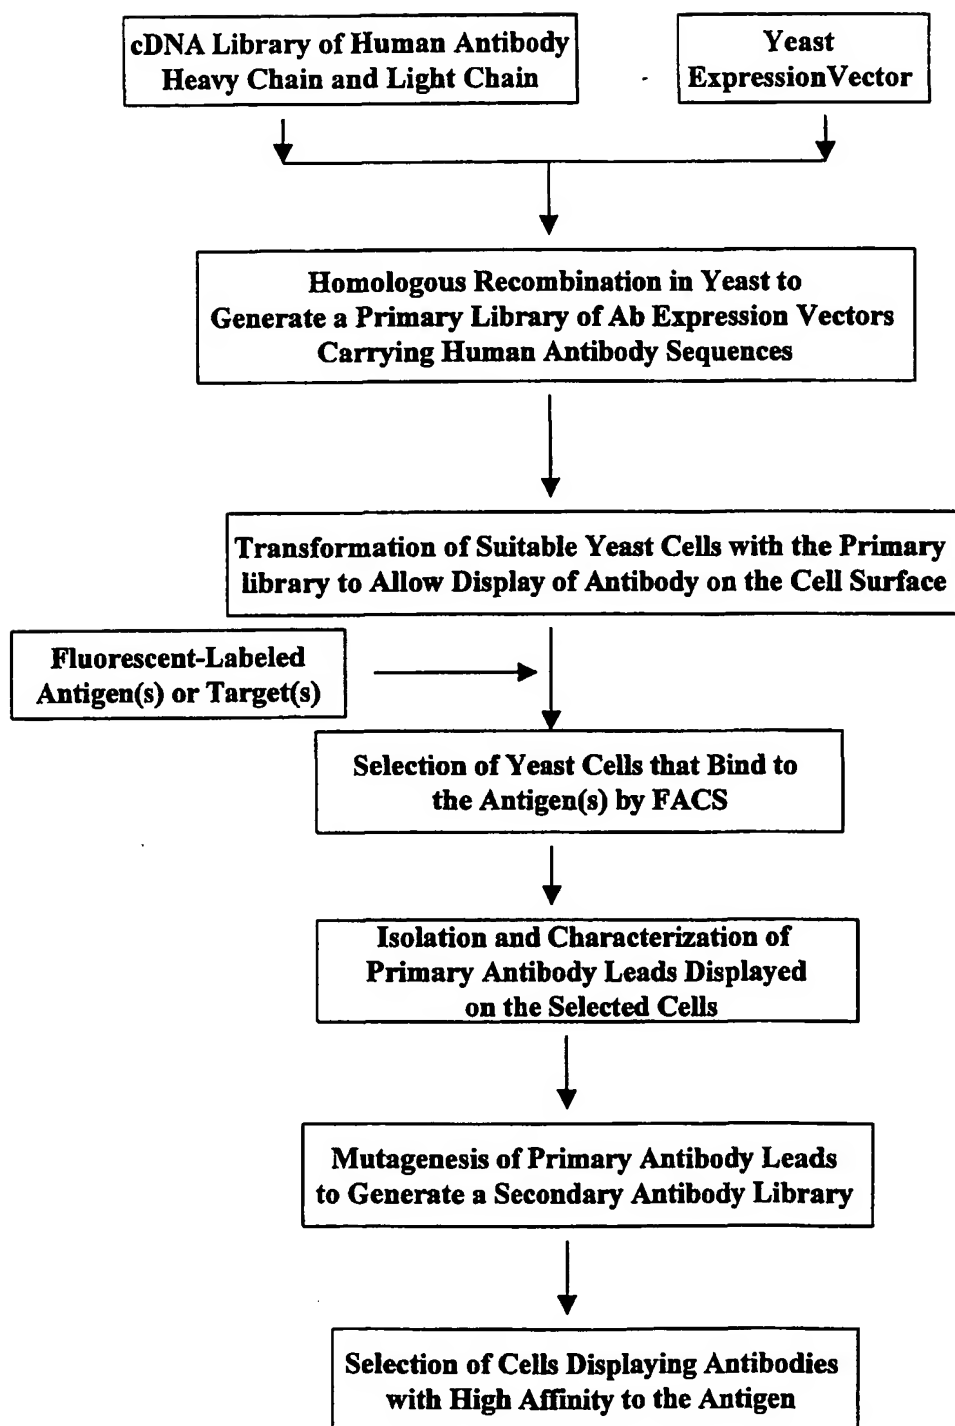 cDNA Library of Human Antibody
Heavy Chain and Light Chain
Yeast
ExpressionVector
Homologous Recombination in Yeast to
Generate a Primary Library of Ab Expression Vectors
Carrying Human Antibody Sequences
Transformation of Suitable Yeast Cells with the Primary
library to Allow Display of Antibody on the Cell Surface
Fluorescent-Labeled
Antigen(s) or Target(s)
Selection of Yeast Cells that Bind to
the Antigen(s) by FACS
Isolation and Characterization of
Primary Antibody Leads Displayed
on the Selected Cells
Mutagenesis of Primary Antibody Leads
to Generate a Secondary Antibody Library
Selection of Cells Displaying Antibodies
with High Affinity to the Antigen